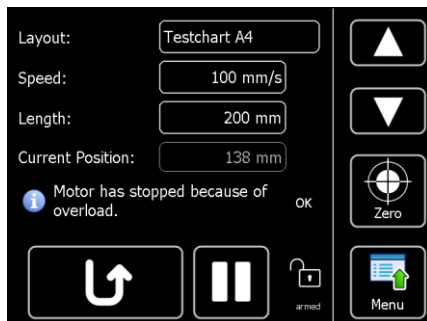 Layout: Testchart A4
Speed: 100 mm/s
Length: 200 mm
Current Position: 138 mm
Motor has stopped because of
overload. OK
Zero
armed
Menu